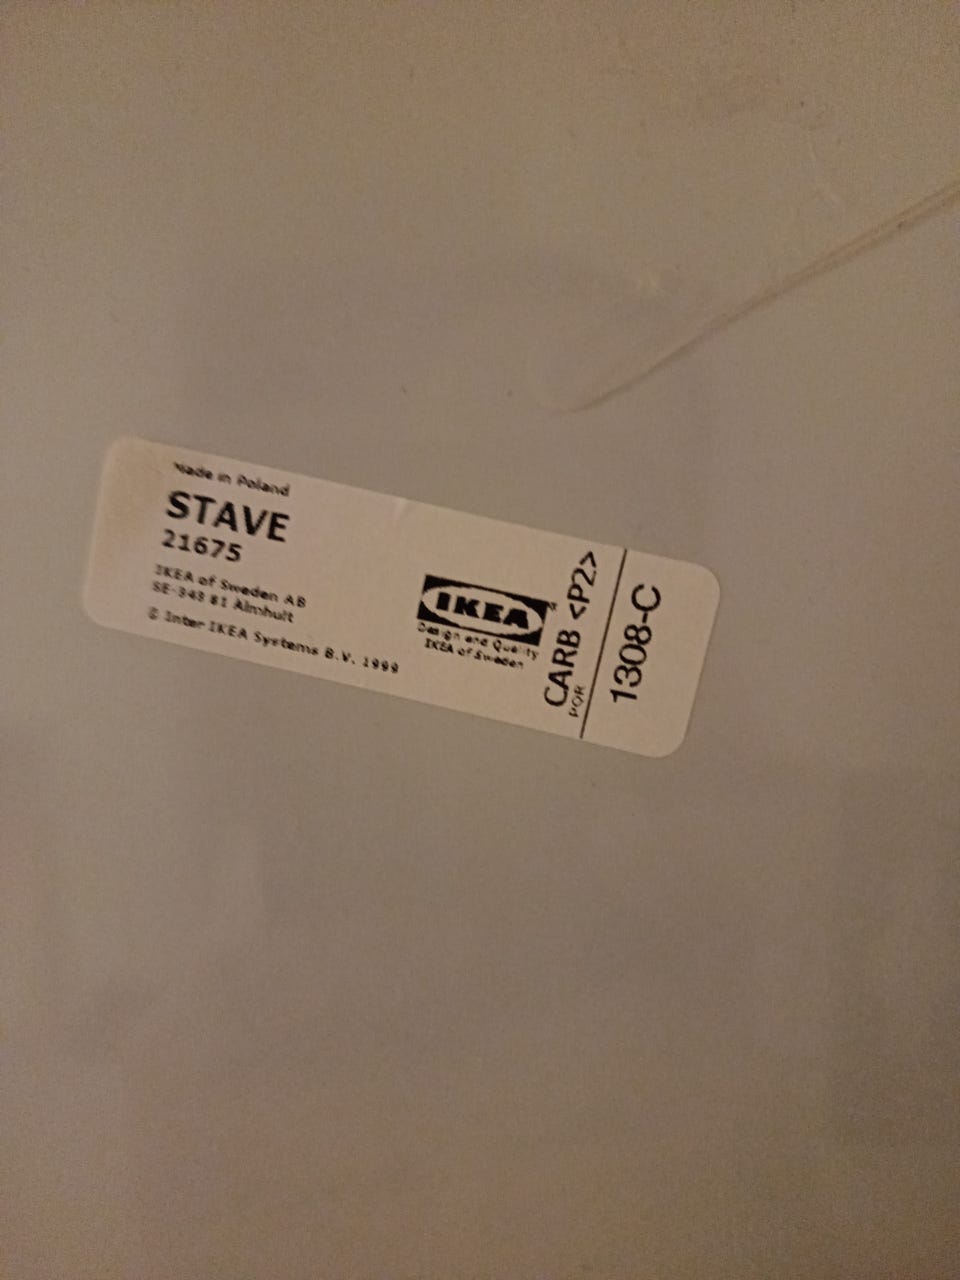 Made in Poland
STAVE
21675
IKEA of Sweden AB
SE-343 81 Älmhult
© Inter IKEA Systems B.V. 1999
IKEA®
Design and Quality
IKEA of Sweden
CARB <P2>
POR
1308-C